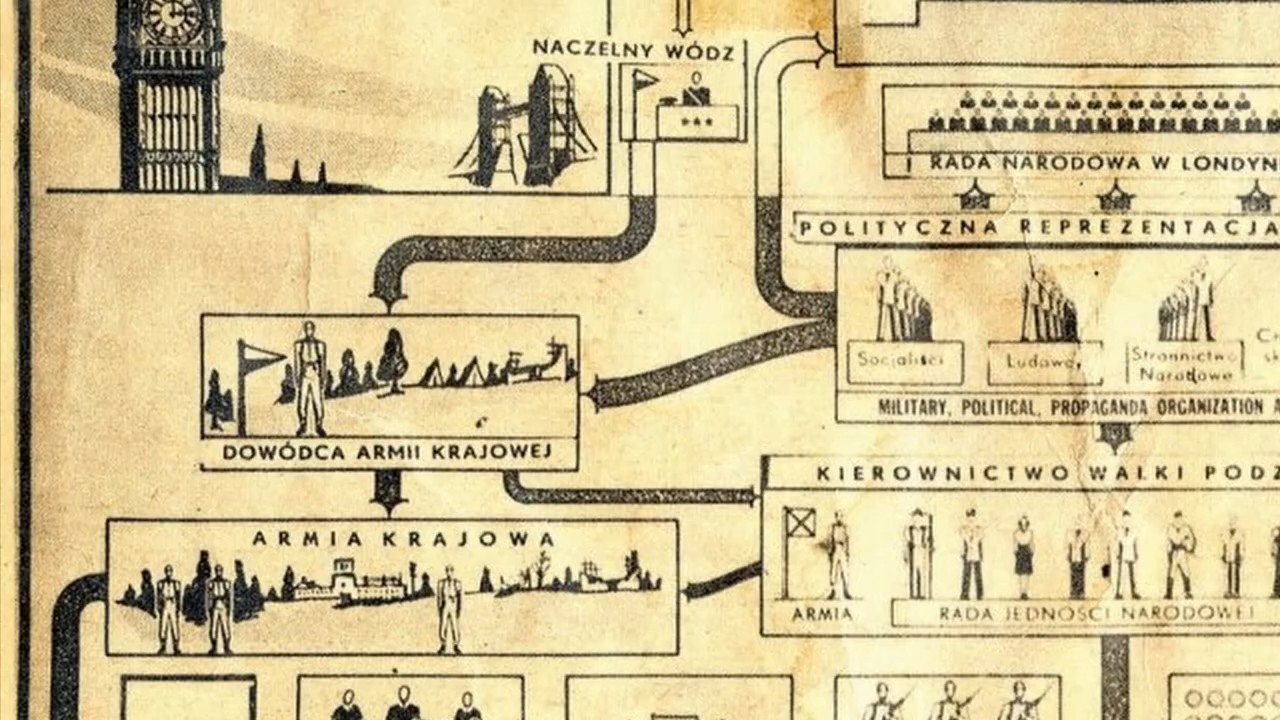 NACZELNY WÓDZ
RADA NARODOWA W LONDYN
POLITYCZNA REPREZENTACJA
Socjaliści
Ludowcy
Stronnictwo
Narodowe
MILITARY, POLITICAL, PROPAGANDA ORGANIZATION A
DOWÓDCA ARMII KRAJOWEJ
KIEROWNICTWO WALKI PODZ
ARMIA KRAJOWA
ARMIA
RADA JEDNOŚCI NARODOWEJ